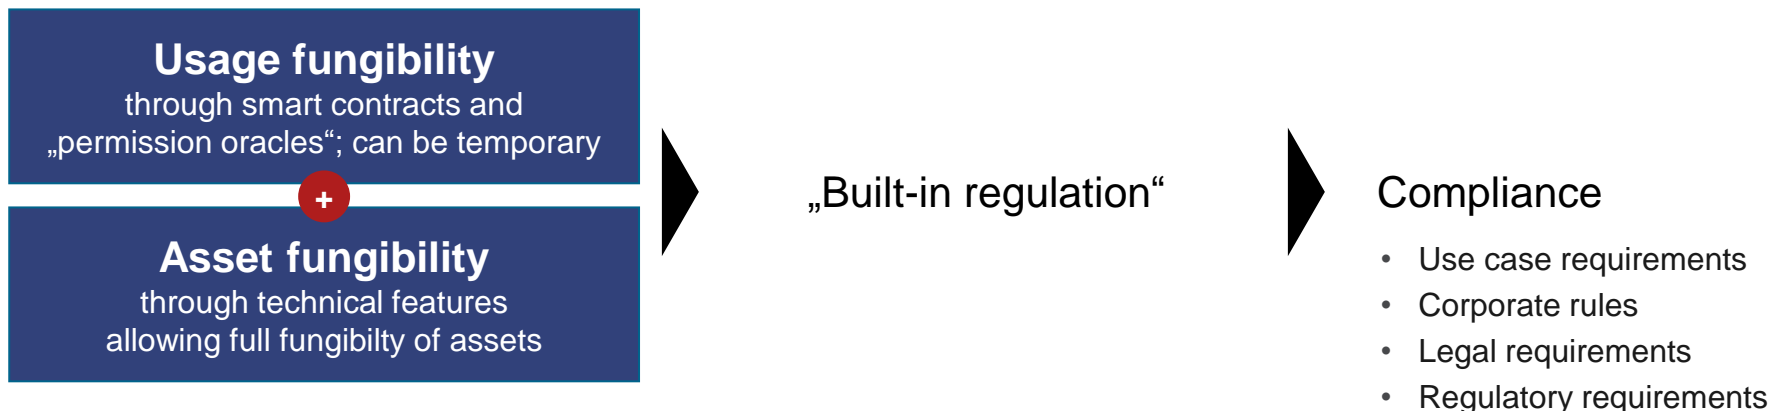 Usage fungibility
through smart contracts and
„permission oracles“; can be temporary
+
Asset fungibility
through technical features
allowing full fungibilty of assets
„Built-in regulation“
Compliance
• Use case requirements
• Corporate rules
• Legal requirements
• Regulatory requirements